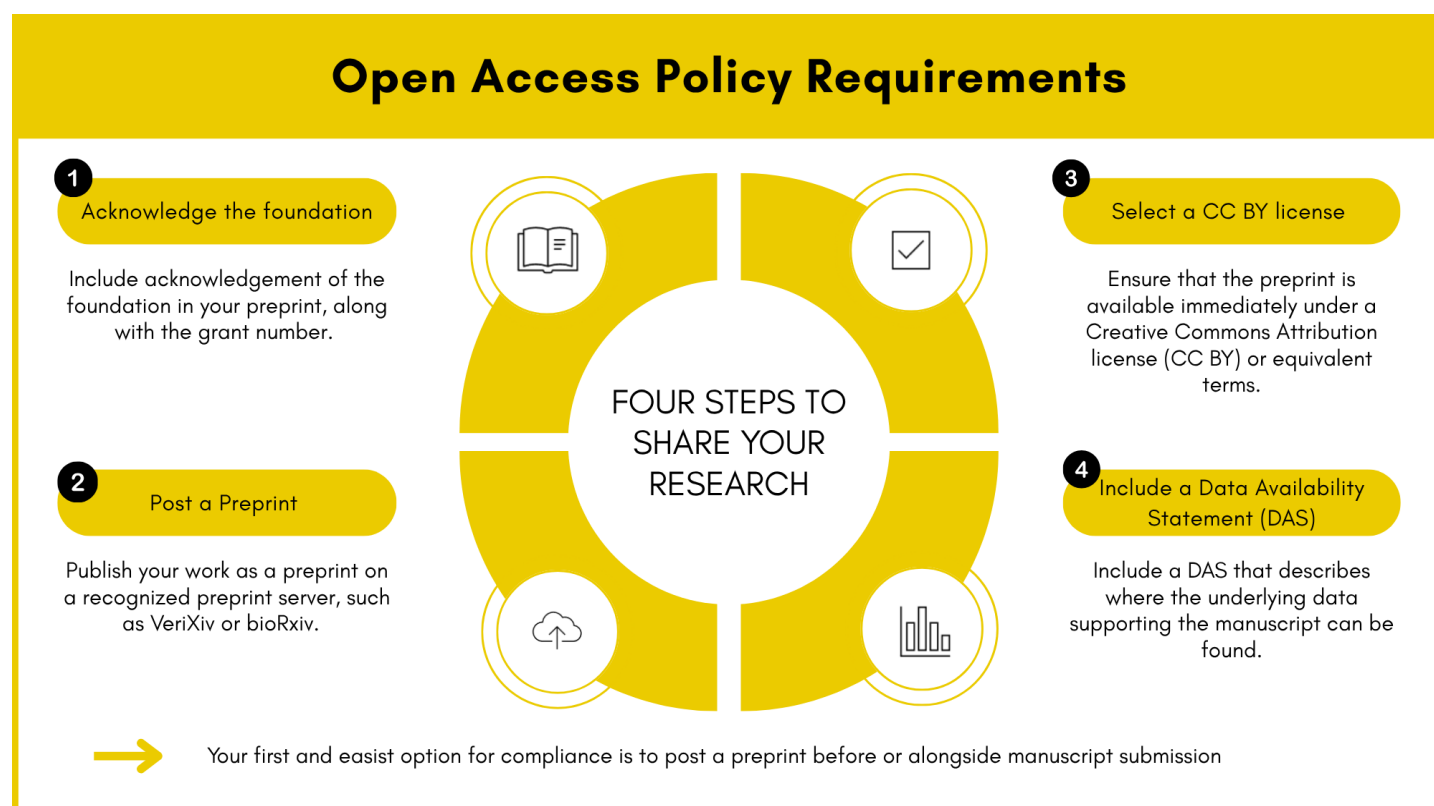 Open Access Policy Requirements
1
Acknowledge the foundation
Include acknowledgement of the
foundation in your preprint, along
with the grant number.
2
Post a Preprint
Publish your work as a preprint on
a recognized preprint server, such
as VeriXiv or bioRxiv.
FOUR STEPS TO
SHARE YOUR
RESEARCH
3
Select a CC BY license
Ensure that the preprint is
available immediately under a
Creative Commons Attribution
license (CC BY) or equivalent
terms.
4
Include a Data Availability
Statement (DAS)
Include a DAS that describes
where the underlying data
supporting the manuscript can be
found.
Your first and easist option for compliance is to post a preprint before or alongside manuscript submission